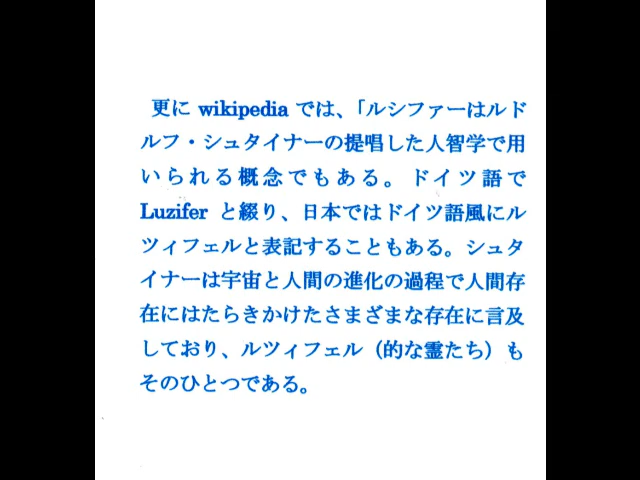 更に wikipedia では、「ルシファーはルド
ルフ・シュタイナーの提唱した人智学で用
いられる概念でもある。ドイツ語で
Luzifer と綴り、日本ではドイツ語風にル
ツィフェルと表記することもある。シュタ
イナーは宇宙と人間の進化の過程で人間存
在にはたらきかけたさまざまな存在に言及
しており、ルツィフェル（的な霊たち）も
そのひとつである。